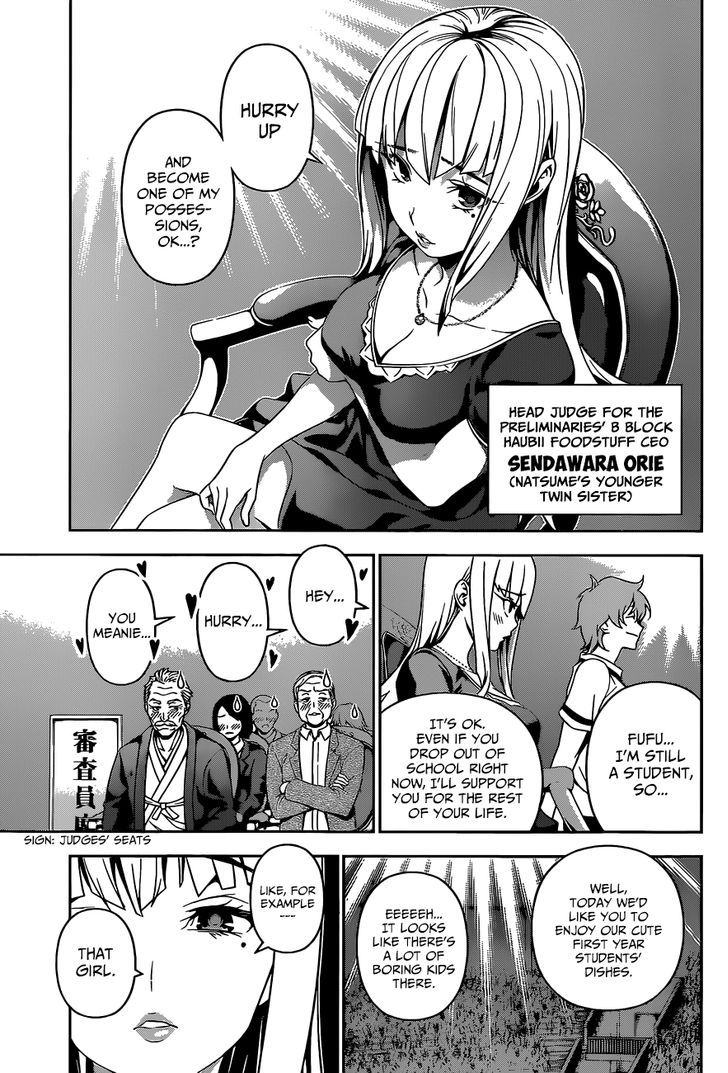 HURRY
UP
AND
BECOME
ONE OF MY
POSSES-
SIONS,
OK...?
HEAD JUDGE FOR THE
PRELIMINARIES' B BLOCK
HAUBII FOODSTUFF CEO
SENDAWARA ORIE
(NATSUME'S YOUNGER
TWIN SISTER)
FUFU...
I'M STILL
A STUDENT,
SO...
IT'S OK.
EVEN IF YOU
DROP OUT OF
SCHOOL RIGHT
NOW, I'LL SUPPORT
YOU FOR THE REST
OF YOUR LIFE.
HEY...
HURRY...
YOU
MEANIE...
審査員
SIGN: JUDGES' SEATS
WELL,
TODAY WE'D
LIKE YOU TO
ENJOY OUR CUTE
FIRST YEAR
STUDENTS'
DISHES.
EEEEEH...
IT LOOKS
LIKE THERE'S
A LOT OF
BORING KIDS
THERE.
LIKE, FOR
EXAMPLE
---
THAT
GIRL.